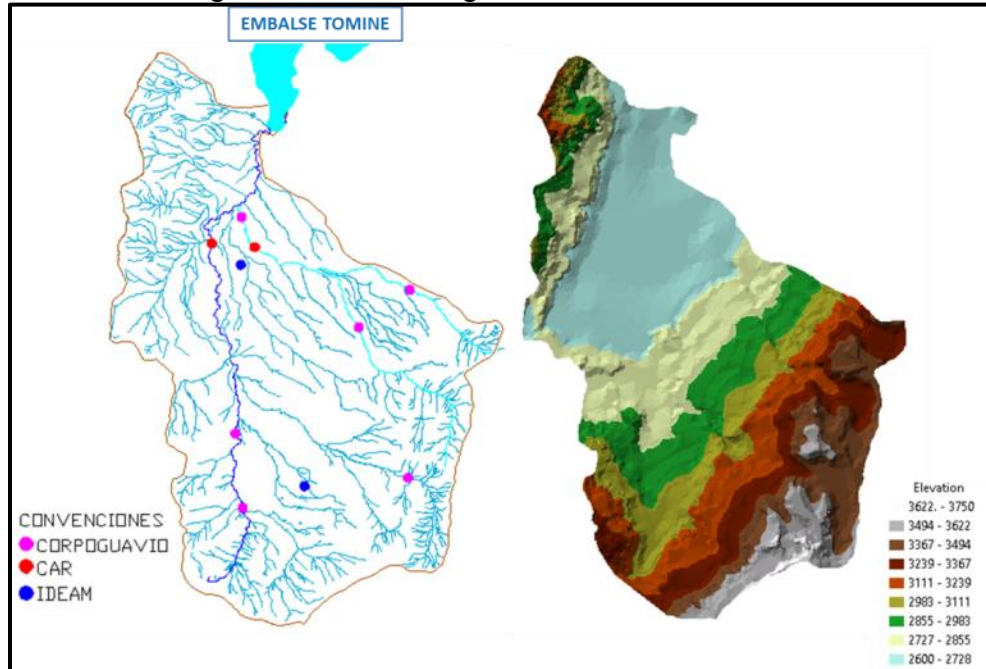 EMBALSE TOMINE
CONVENCIONES
CORPOGUAVIO
CAR
IDEAM
Elevation
3622. - 3750
3494 - 3622
3367 - 3494
3239 - 3367
3111 - 3239
2983 - 3111
2855 - 2983
2727 - 2855
2600 - 2728